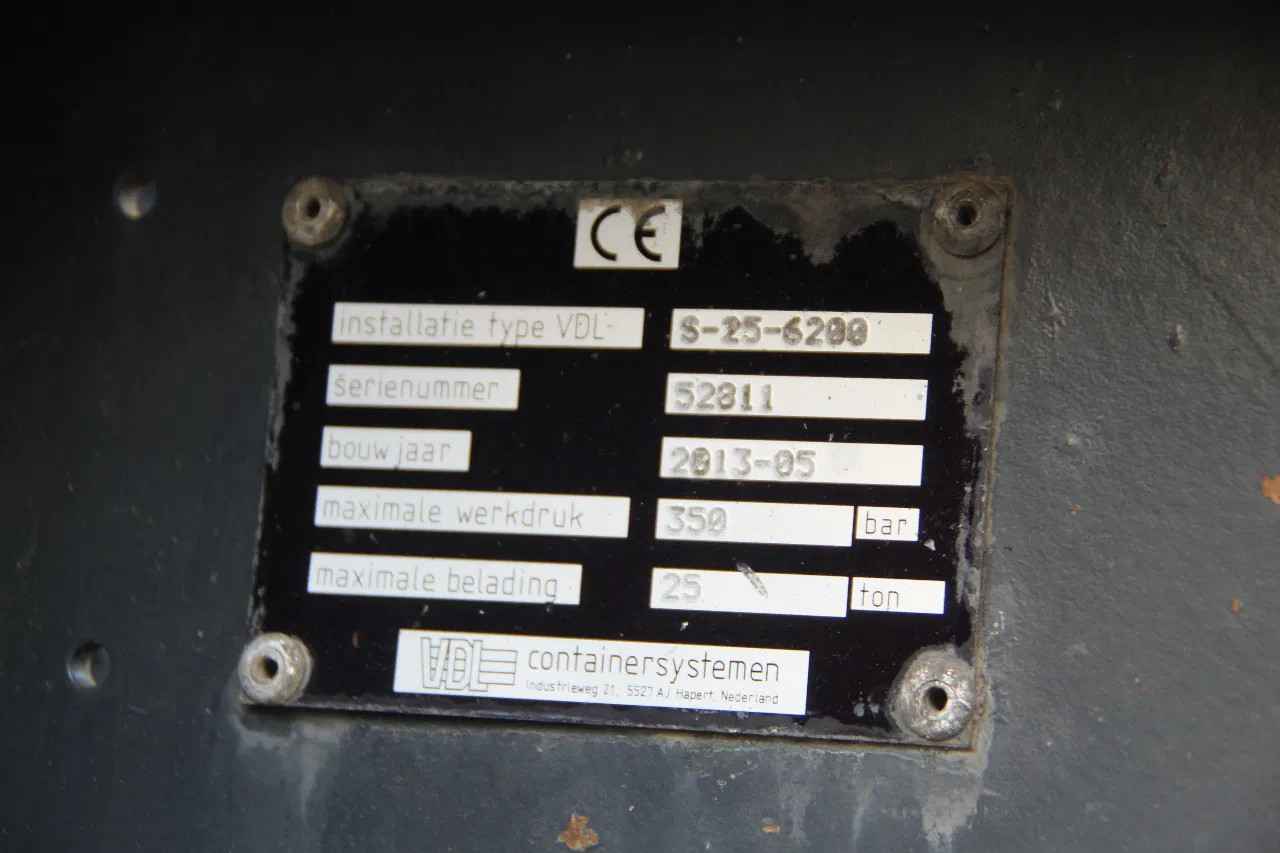 CE
installatie type VDL- S-25-6200
serienummer 52011
bouwjaar 2013-05
maximale werkdruk 350 bar
maximale belading 25 ton
VDL containersystemen
Industrieweg 21, 5527 AJ Hapert, Nederland